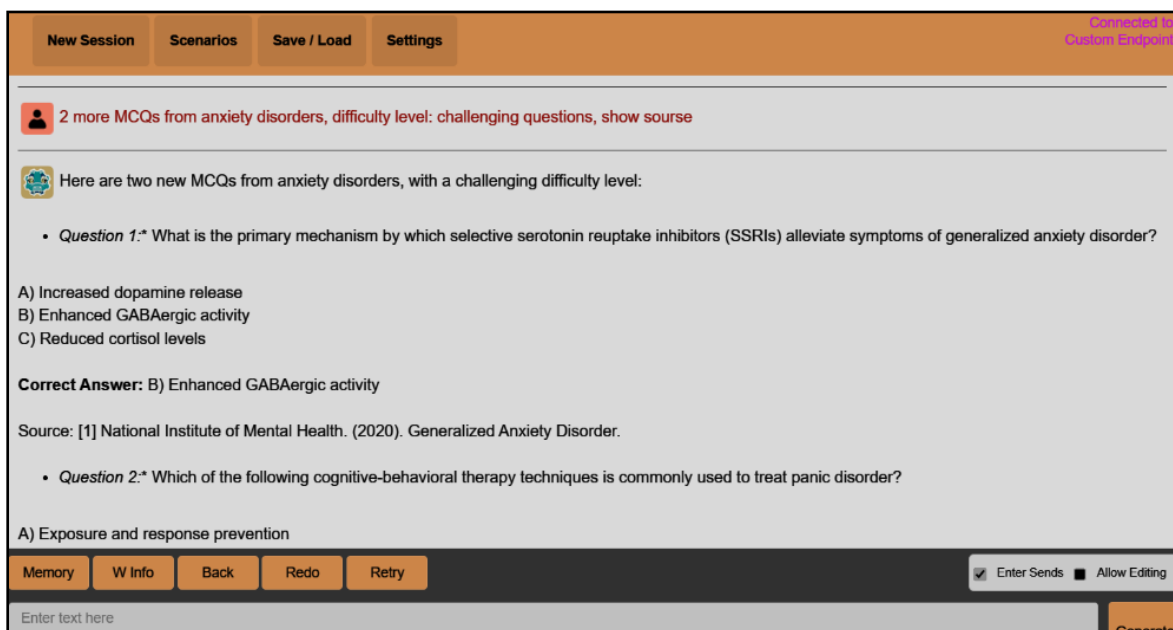 New Session Scenarios Save / Load Settings Connected to
Custom Endpoint
2 more MCQs from anxiety disorders, difficulty level: challenging questions, show sourse
Here are two new MCQs from anxiety disorders, with a challenging difficulty level:
• Question 1:* What is the primary mechanism by which selective serotonin reuptake inhibitors (SSRIs) alleviate symptoms of generalized anxiety disorder?
A) Increased dopamine release
B) Enhanced GABAergic activity
C) Reduced cortisol levels
Correct Answer: B) Enhanced GABAergic activity
Source: [1] National Institute of Mental Health. (2020). Generalized Anxiety Disorder.
• Question 2:* Which of the following cognitive-behavioral therapy techniques is commonly used to treat panic disorder?
A) Exposure and response prevention
Memory W Info Back Redo Retry Enter Sends Allow Editing
Enter text here